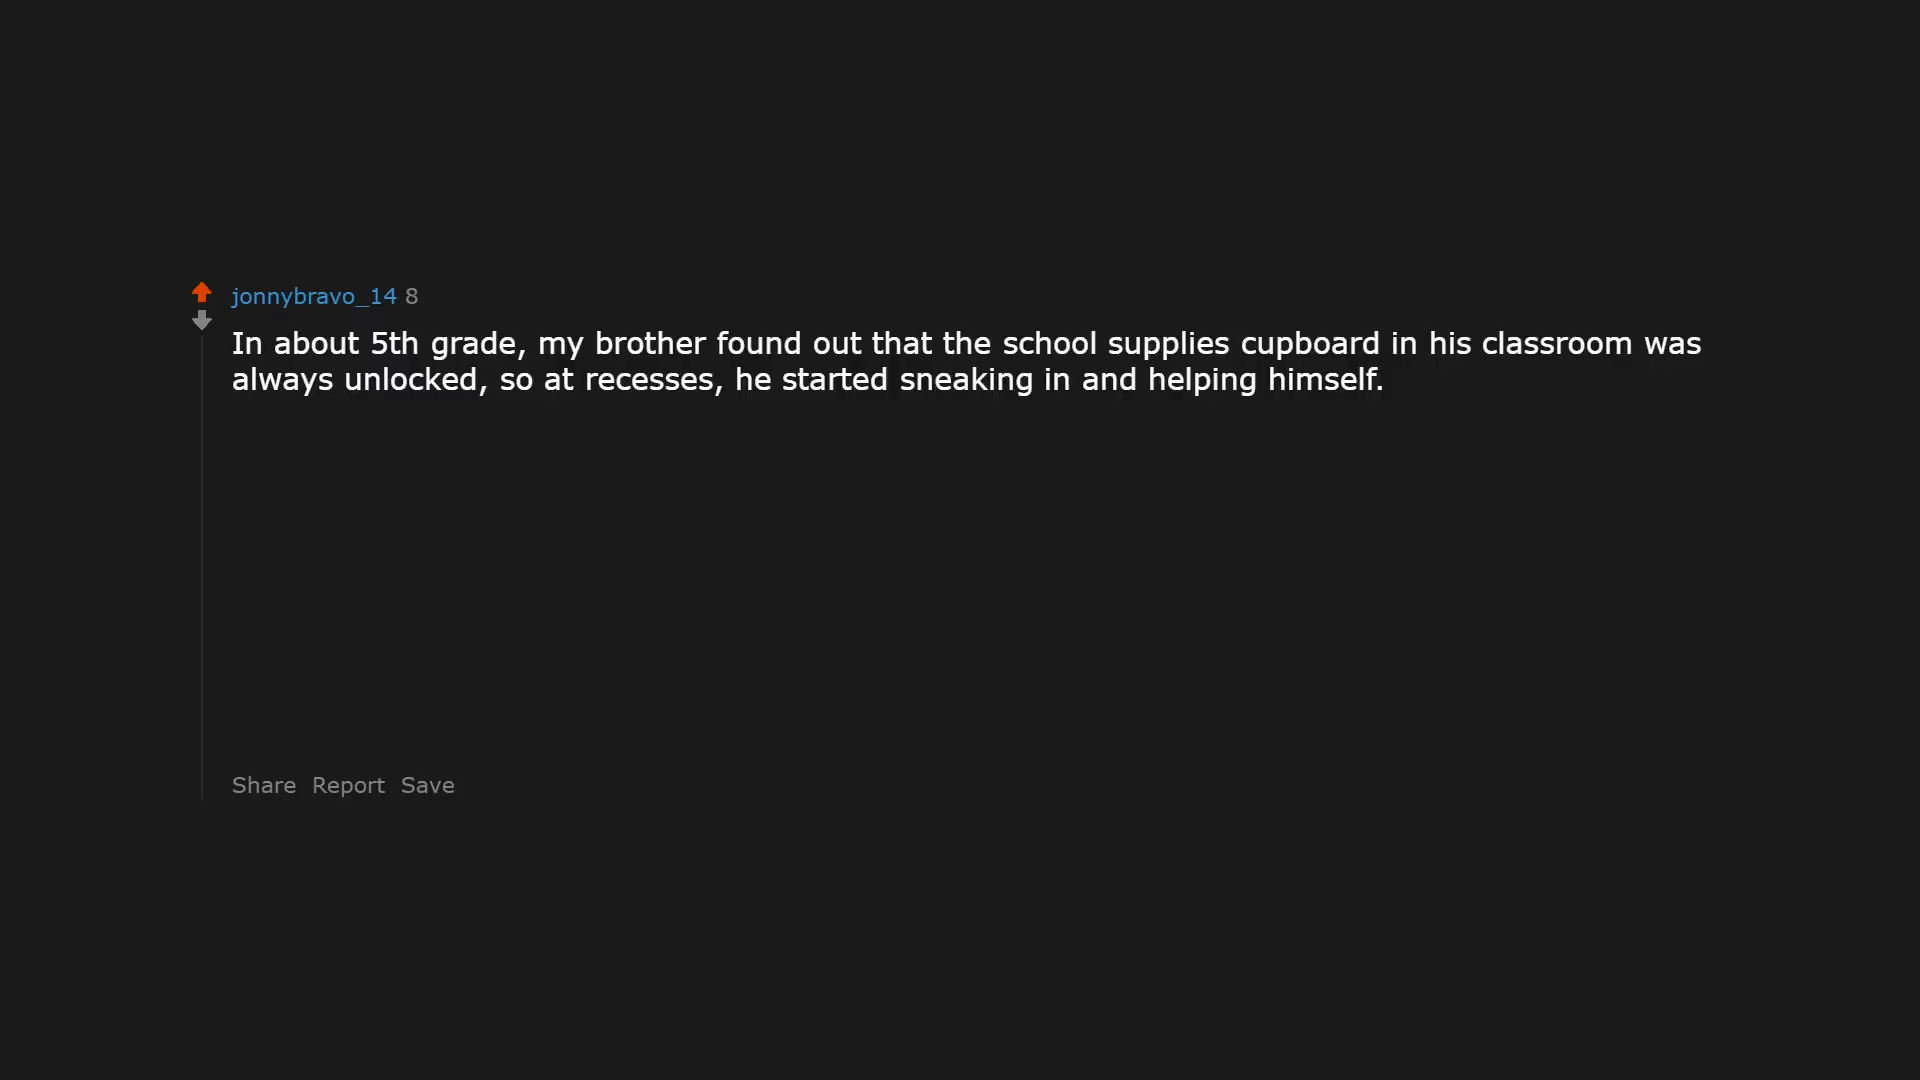 jonnybravo_14 8
In about 5th grade, my brother found out that the school supplies cupboard in his classroom was
always unlocked, so at recesses, he started sneaking in and helping himself.
Share Report Save